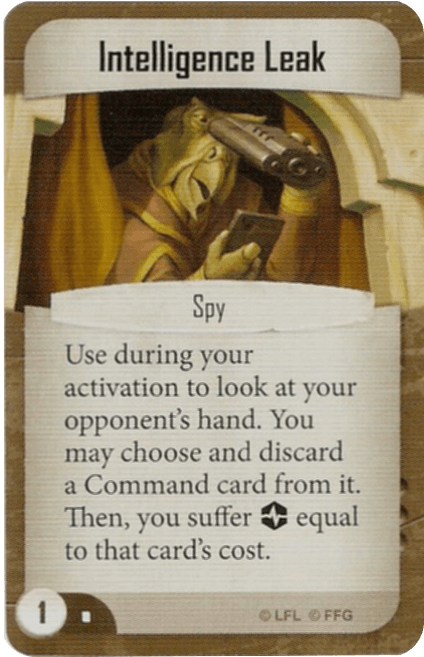 Intelligence Leak
Spy
Use during your
activation to look at your
opponent's hand. You
may choose and discard
a Command card from it.
Then, you suffer equal
to that card's cost.
1
© LFL © FFG